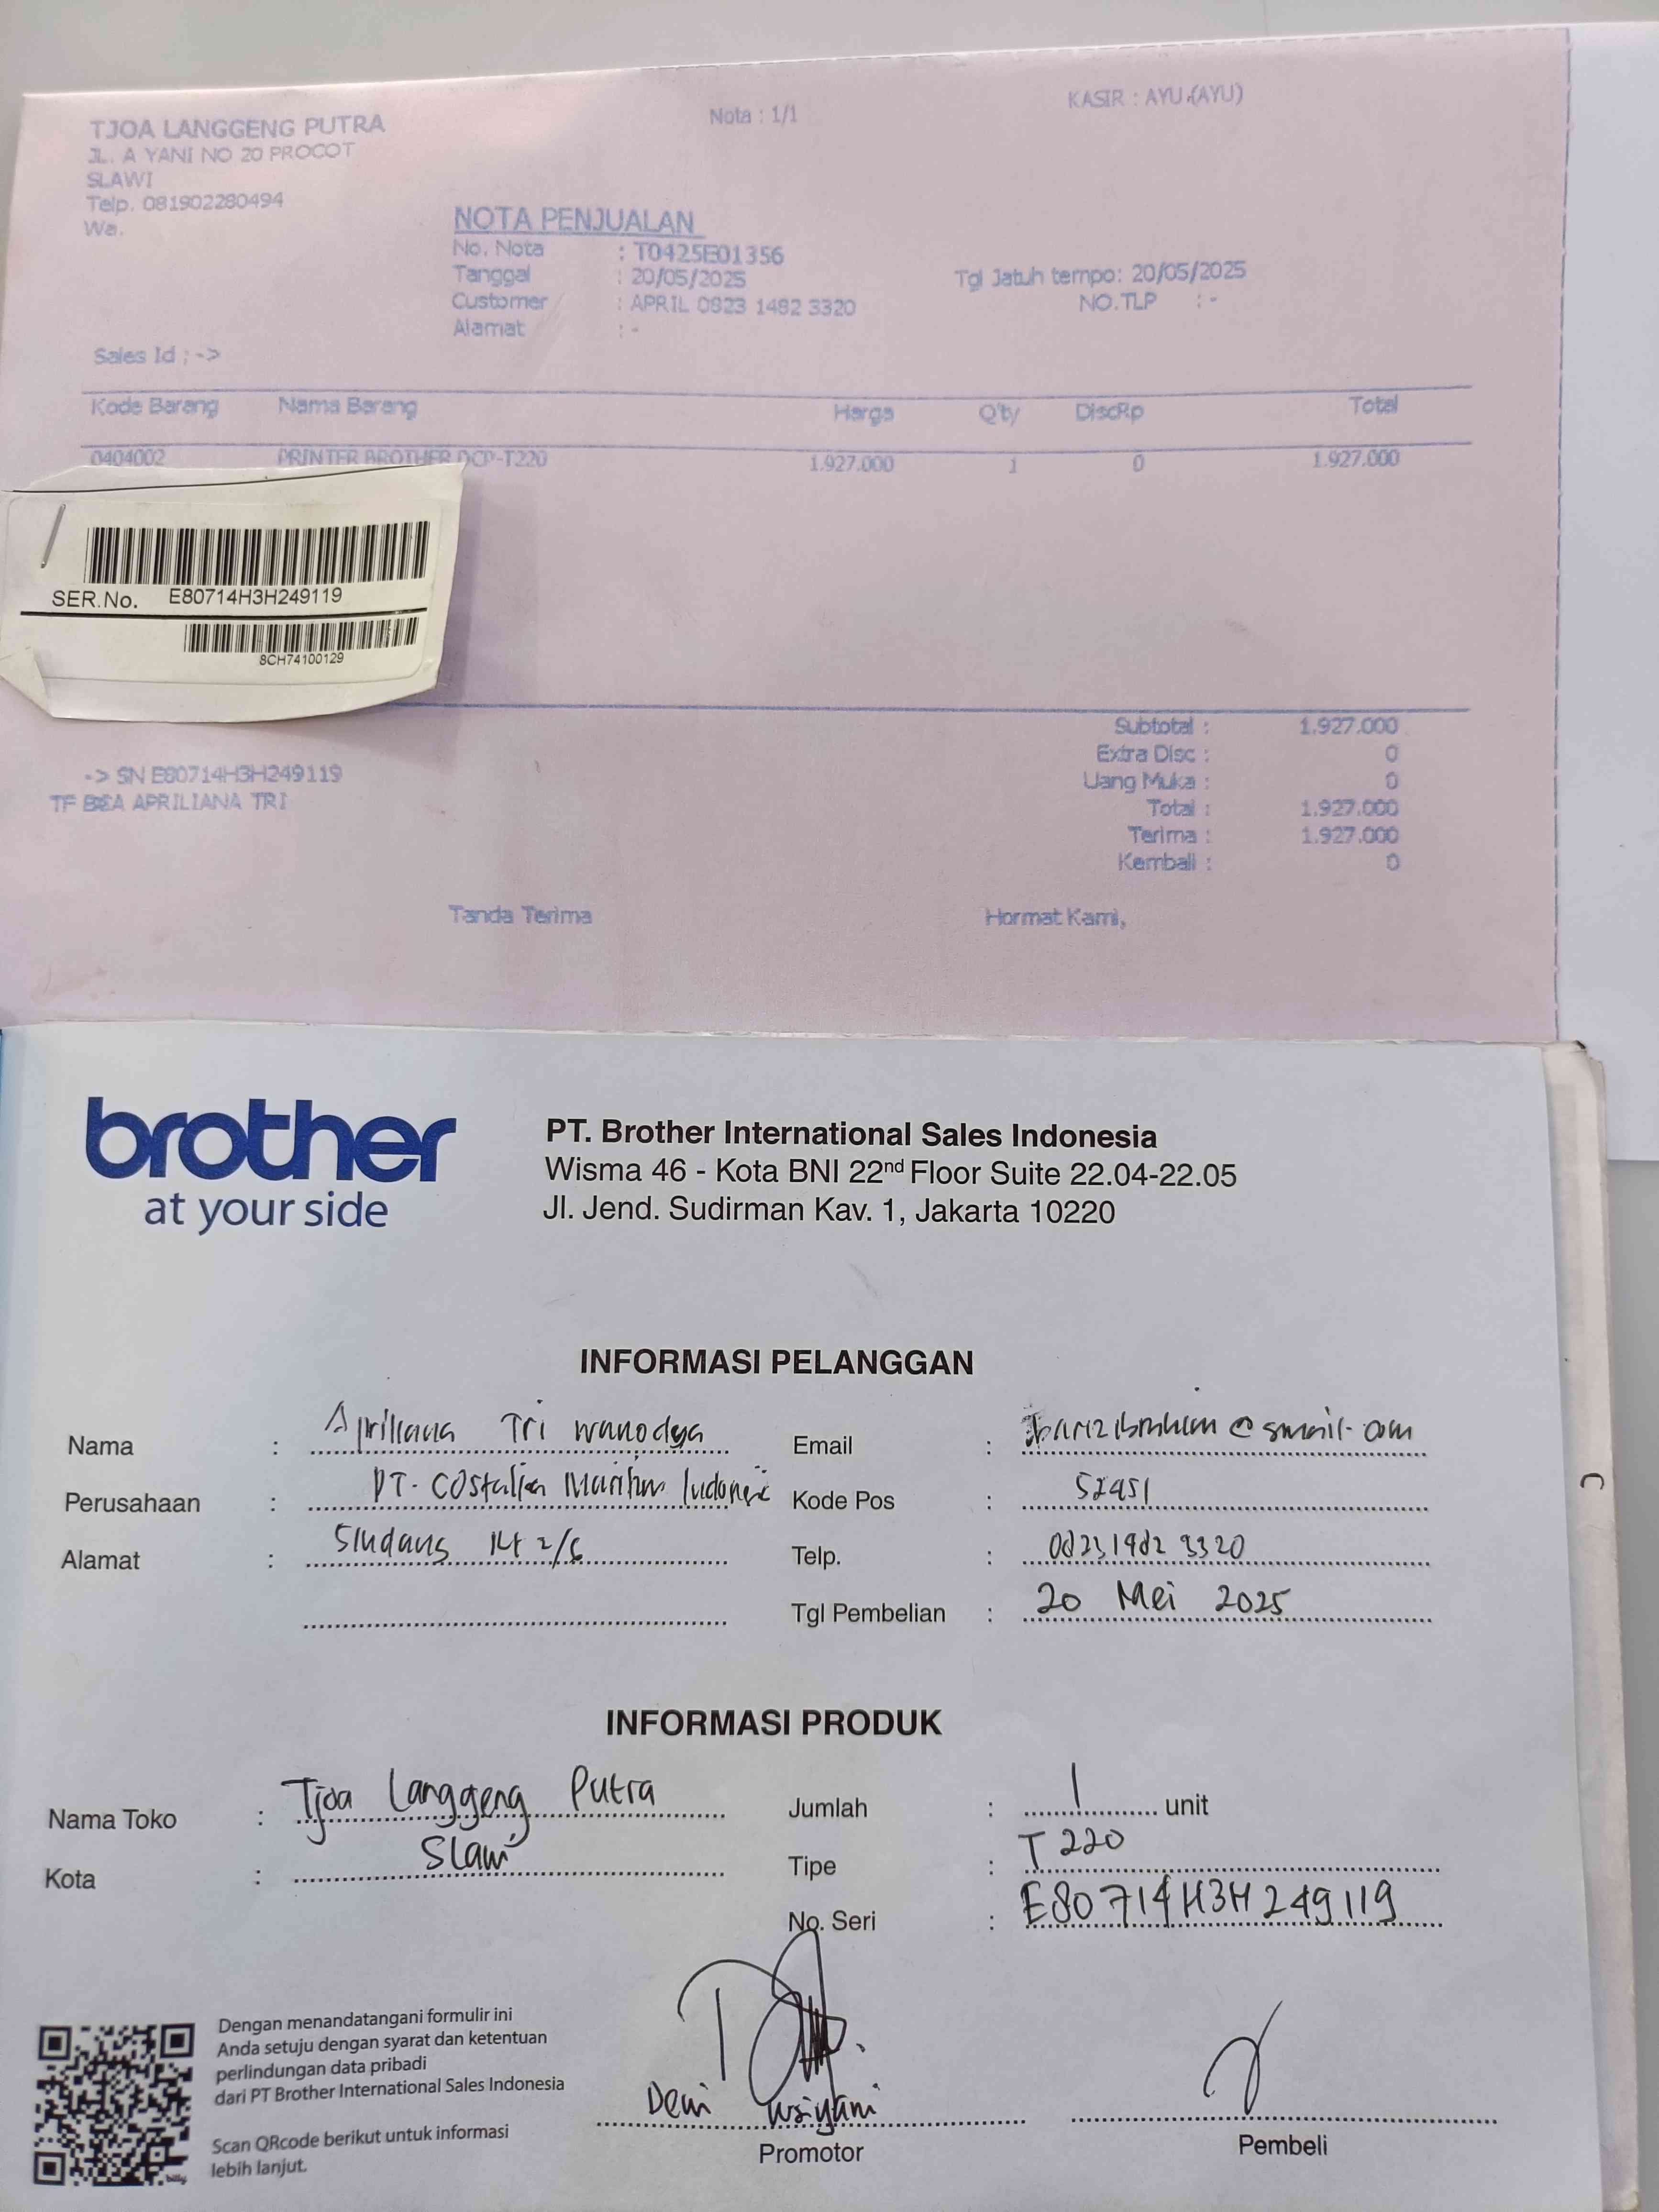 TJOA LANGGENG PUTRA
JL. A YANI NO 20 PROCOT
SLAWI
Telp. 081902280494
Wa.
Nota : 1/1
KASIR : AYU (AYU)
NOTA PENJUALAN
No. Nota : T0425E01356
Tanggal : 20/05/2025
Customer : APRIL 0823 1482 3320
Alamat : -
Tgl Jatuh tempo: 20/05/2025
NO.TLP : -
Sales Id : ->
Kode Barang Nama Barang Harga Qty DiscRp Total
0404002 PRINTER BROTHER DCP-T220 1.927.000 1 0 1.927.000
SER.No. E80714H3H249119
8CH74100129
Subtotal : 1.927.000
Extra Disc : 0
Uang Muka : 0
Total : 1.927.000
Terima : 1.927.000
Kembali : 0
-> SN E80714H3H249119
TF BCA APRILIANA TRI
Tanda Terima Hormat Kami,
brother
at your side
PT. Brother International Sales Indonesia
Wisma 46 - Kota BNI 22nd Floor Suite 22.04-22.05
Jl. Jend. Sudirman Kav. 1, Jakarta 10220
INFORMASI PELANGGAN
Nama : Apriliana Tri wanodya
Perusahaan : PT. Maritim Indonesia
Alamat :
Email :
Kode Pos :
Telp. :
Tgl Pembelian : 20 Mei 2025
INFORMASI PRODUK
Nama Toko : Tjoa Langgeng Putra
Kota : Slawi
Jumlah : 1 unit
Tipe : T 220
No. Seri : E80714H3H249119
Dengan menandatangani formulir ini
Anda setuju dengan syarat dan ketentuan
perlindungan data pribadi
dari PT Brother International Sales Indonesia
Scan QRcode berikut untuk informasi
lebih lanjut.
Dewi
Promotor
Pembeli